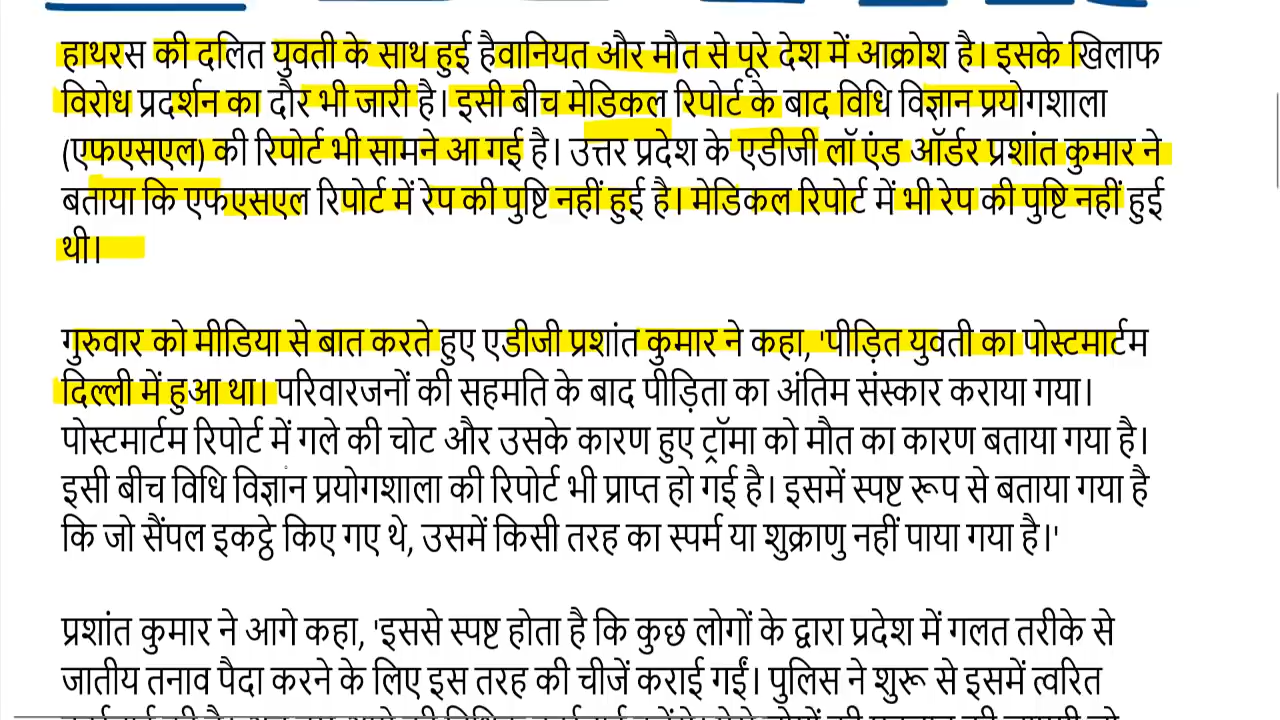 हाथरस की दलित युवती के साथ हुई हैवानियत और मौत से पूरे देश में आक्रोश है। इसके खिलाफ
विरोध प्रदर्शन का दौर भी जारी है। इसी बीच मेडिकल रिपोर्ट के बाद विधि विज्ञान प्रयोगशाला
(एफएसएल) की रिपोर्ट भी सामने आ गई है। उत्तर प्रदेश के एडीजी लॉ एंड ऑर्डर प्रशांत कुमार ने
बताया कि एफएसएल रिपोर्ट में रेप की पुष्टि नहीं हुई है। मेडिकल रिपोर्ट में भी रेप की पुष्टि नहीं हुई
थी।
गुरुवार को मीडिया से बात करते हुए एडीजी प्रशांत कुमार ने कहा, 'पीड़ित युवती का पोस्टमार्टम
दिल्ली में हुआ था। परिवारजनों की सहमति के बाद पीड़िता का अंतिम संस्कार कराया गया।
पोस्टमार्टम रिपोर्ट में गले की चोट और उसके कारण हुए ट्रॉमा को मौत का कारण बताया गया है।
इसी बीच विधि विज्ञान प्रयोगशाला की रिपोर्ट भी प्राप्त हो गई है। इसमें स्पष्ट रूप से बताया गया है
कि जो सैंपल इकट्ठे किए गए थे, उसमें किसी तरह का स्पर्म या शुक्राणु नहीं पाया गया है।'
प्रशांत कुमार ने आगे कहा, 'इससे स्पष्ट होता है कि कुछ लोगों के द्वारा प्रदेश में गलत तरीके से
जातीय तनाव पैदा करने के लिए इस तरह की चीजें कराई गईं। पुलिस ने शुरू से इसमें त्वरित